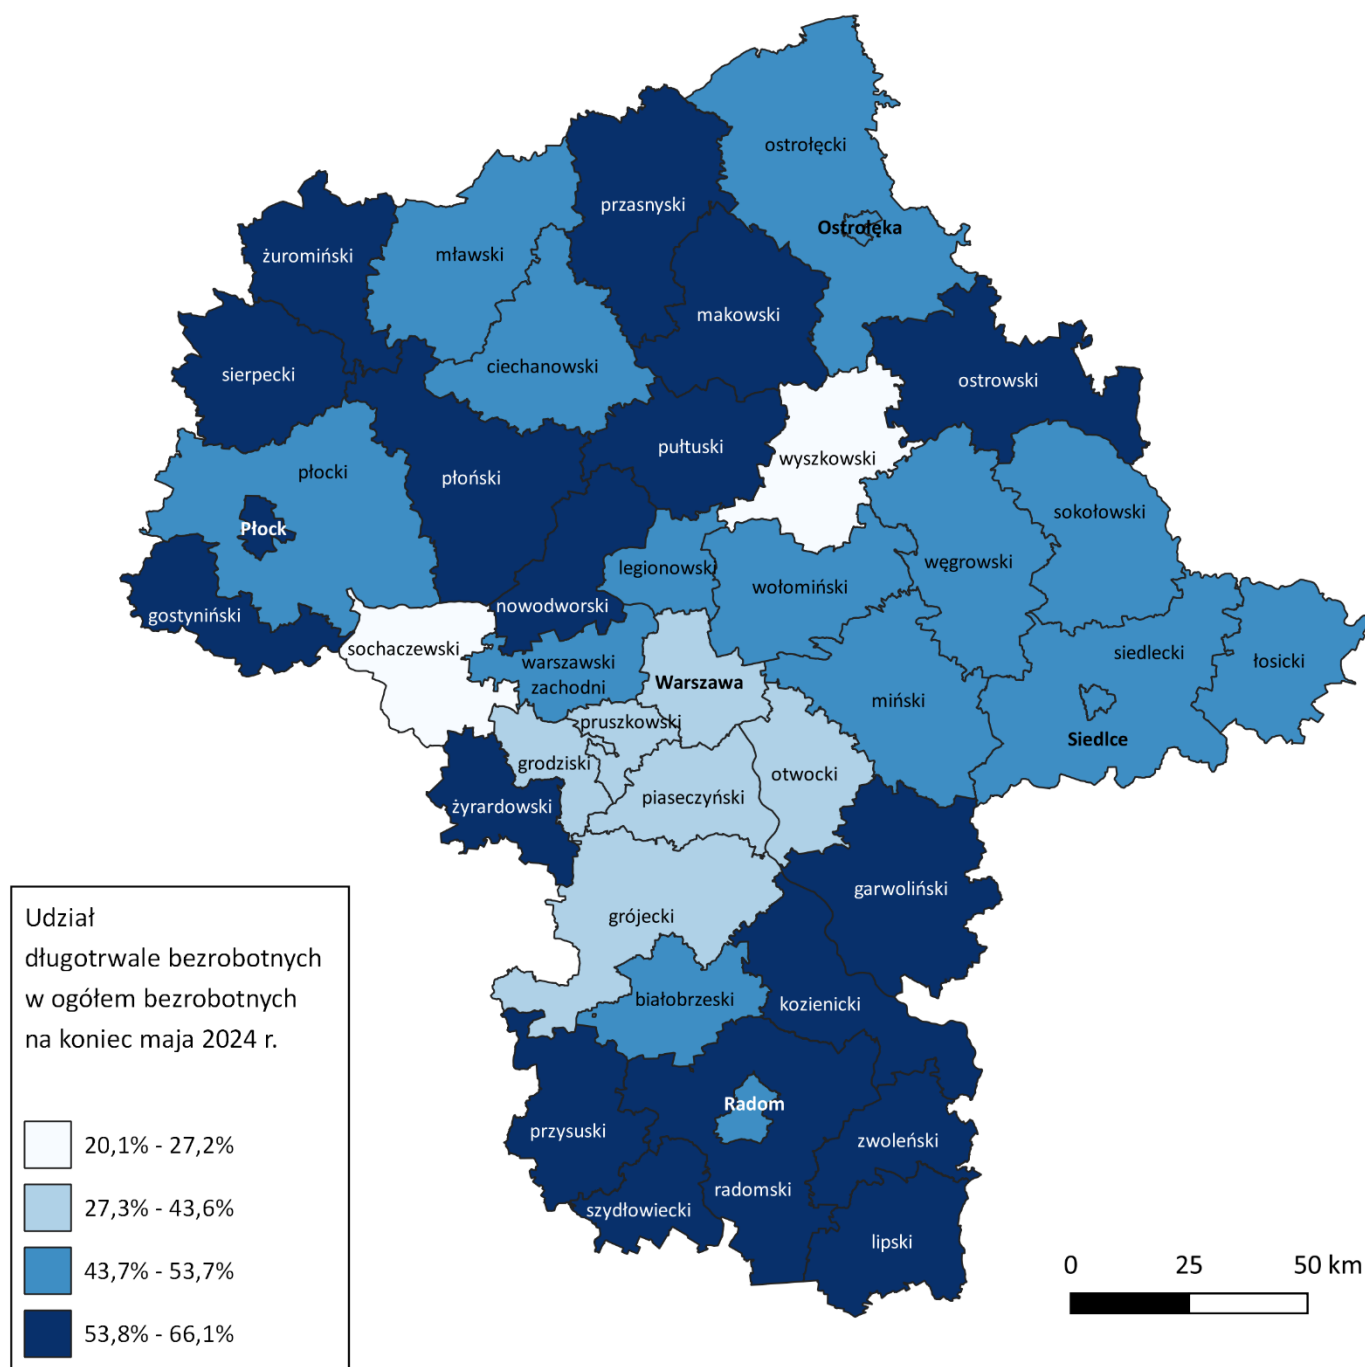 ostrołęcki
przasnyski
Ostrołęka
żuromiński
mławski
makowski
sierpecki
ciechanowski
ostrowski
pułtuski
wyszkowski
płocki
płoński
sokołowski
Płock
legionowski
wołomiński
węgrowski
gostyniński
nowodworski
sochaczewski
warszawski
zachodni
siedlecki
łosicki
Warszawa
miński
pruszkowski
Siedlce
grodziski
otwocki
żyrardowski
piaseczyński
garwoliński
grójecki
białobrzeski
kozienicki
Radom
przysuski
zwoleński
radomski
szydłowiecki
lipski
Udział
długotrwale bezrobotnych
w ogółem bezrobotnych
na koniec maja 2024 r.
20,1% - 27,2%
27,3% - 43,6%
43,7% - 53,7%
53,8% - 66,1%
0 25 50 km